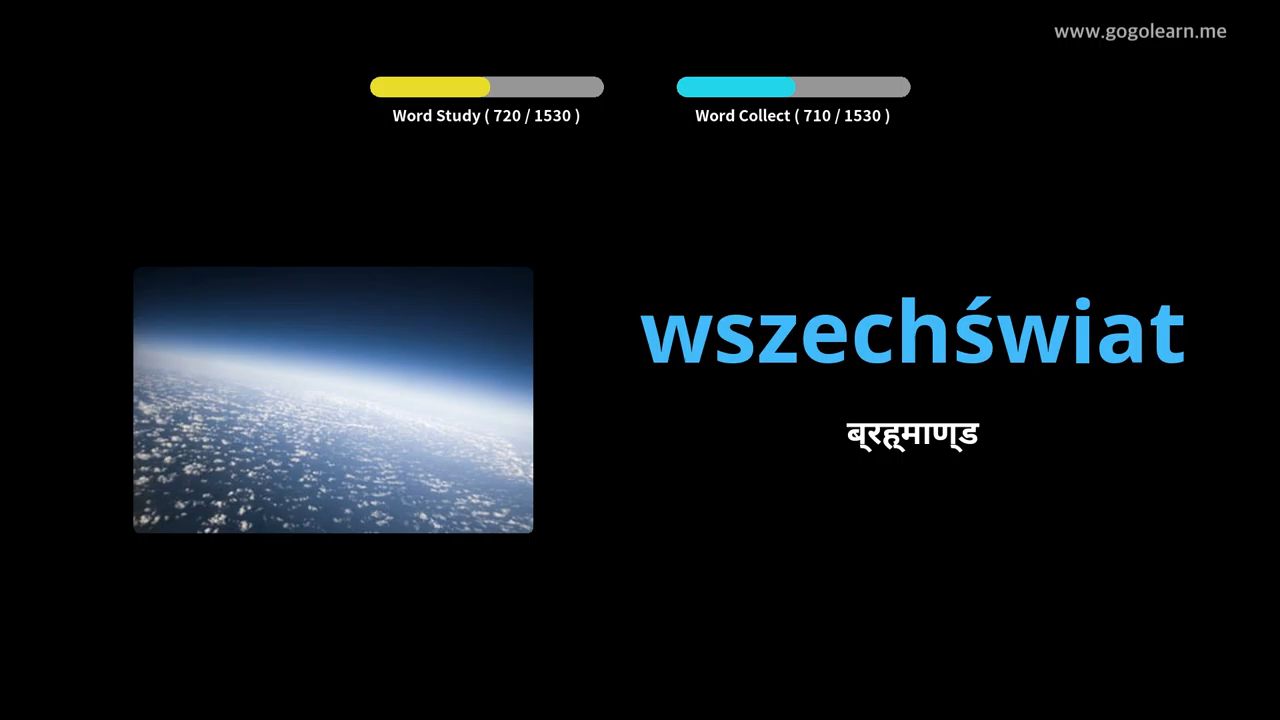 www.gogolearn.me
Word Study ( 720 / 1530 )
Word Collect ( 710 / 1530 )
wszechświat
ब्रह्माण्ड